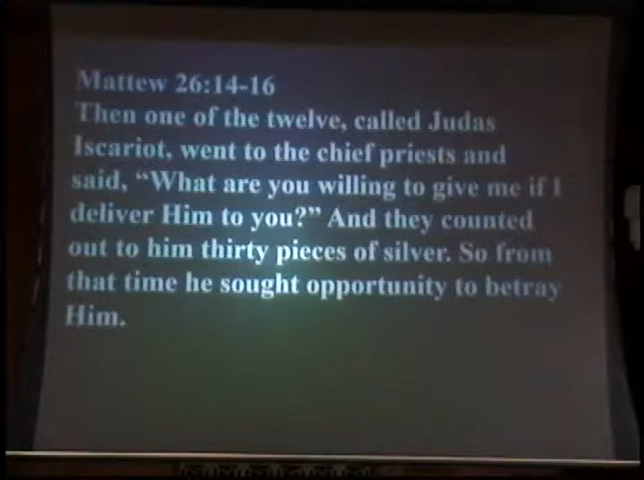 Mattew 26:14-16
Then one of the twelve, called Judas
Iscariot, went to the chief priests and
said, “What are you willing to give me if I
deliver Him to you?” And they counted
out to him thirty pieces of silver. So from
that time he sought opportunity to betray
Him.